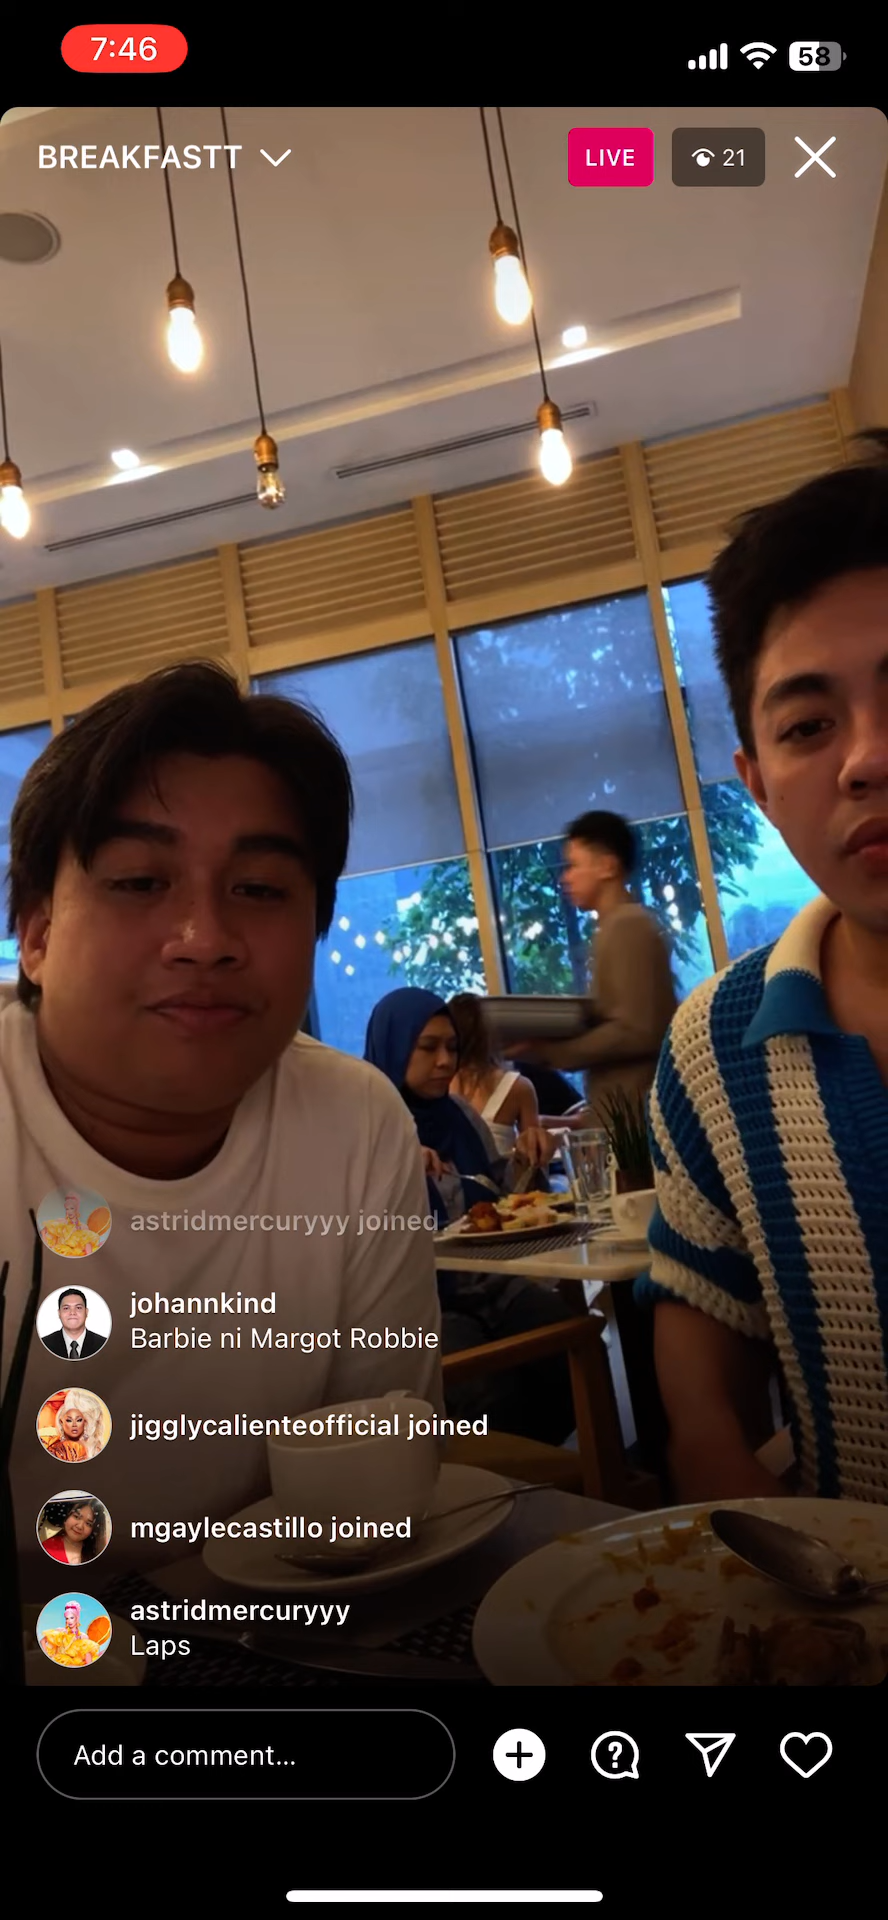 7:46
58
BREAKFASTT
LIVE
21
astridmercuryyy joined
johannkind
Barbie ni Margot Robbie
jigglycalienteofficial joined
mgaylecastillo joined
astridmercuryyy
Laps
Add a comment...